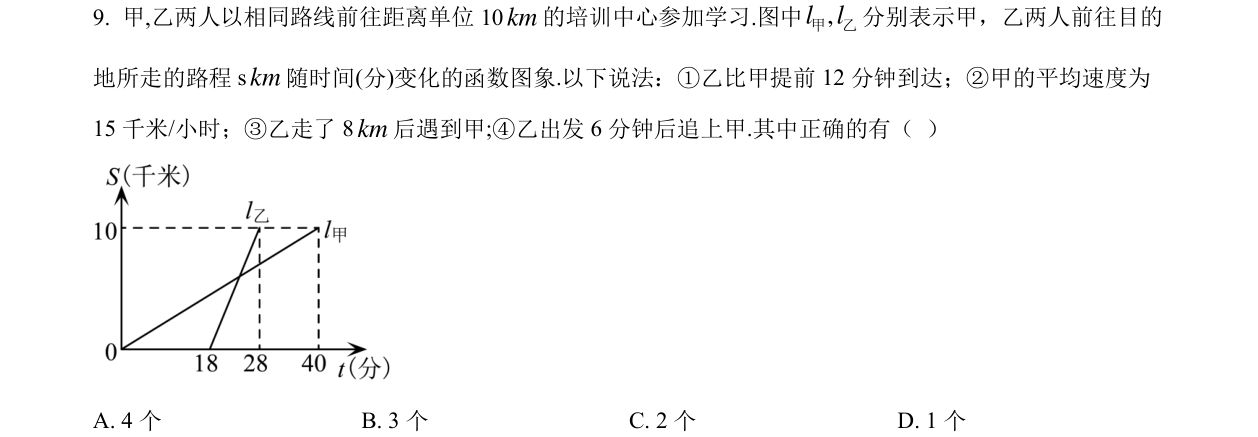 9. 甲,乙两人以相同路线前往距离单位 10km 的培训中心参加学习.图中l甲,l乙 分别表示甲，乙两人前往目的
地所走的路程 skm 随时间(分)变化的函数图象.以下说法：①乙比甲提前 12 分钟到达；②甲的平均速度为
15 千米/小时；③乙走了 8km 后遇到甲;④乙出发 6 分钟后追上甲.其中正确的有（ ）
S(千米)
l乙
10
l甲
0
18 28 40 t(分)
A. 4 个 B. 3 个 C. 2 个 D. 1 个